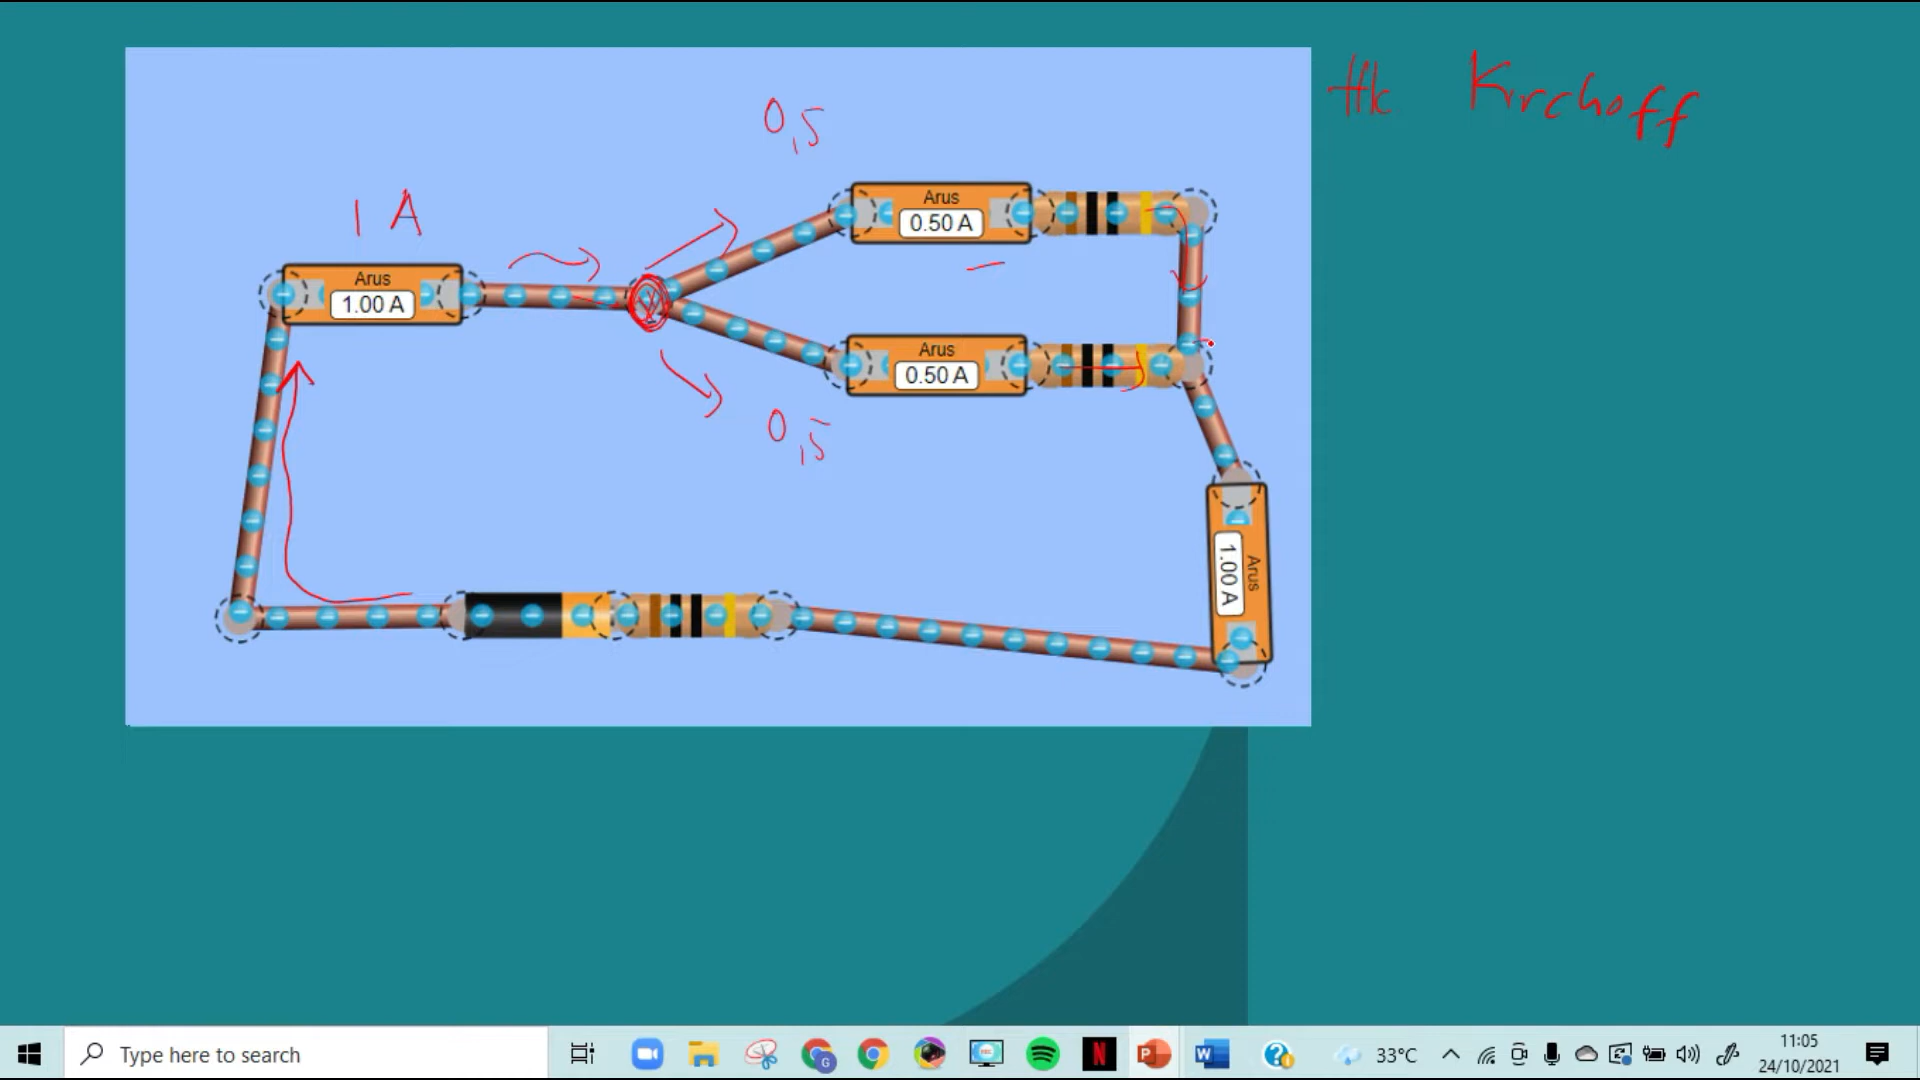 Hk Kirchoff
0,5
1 A
Arus
0.50 A
Arus
1.00 A
Arus
0.50 A
0,5
Arus
1.00 A
Type here to search
33°C
11:05
24/10/2021